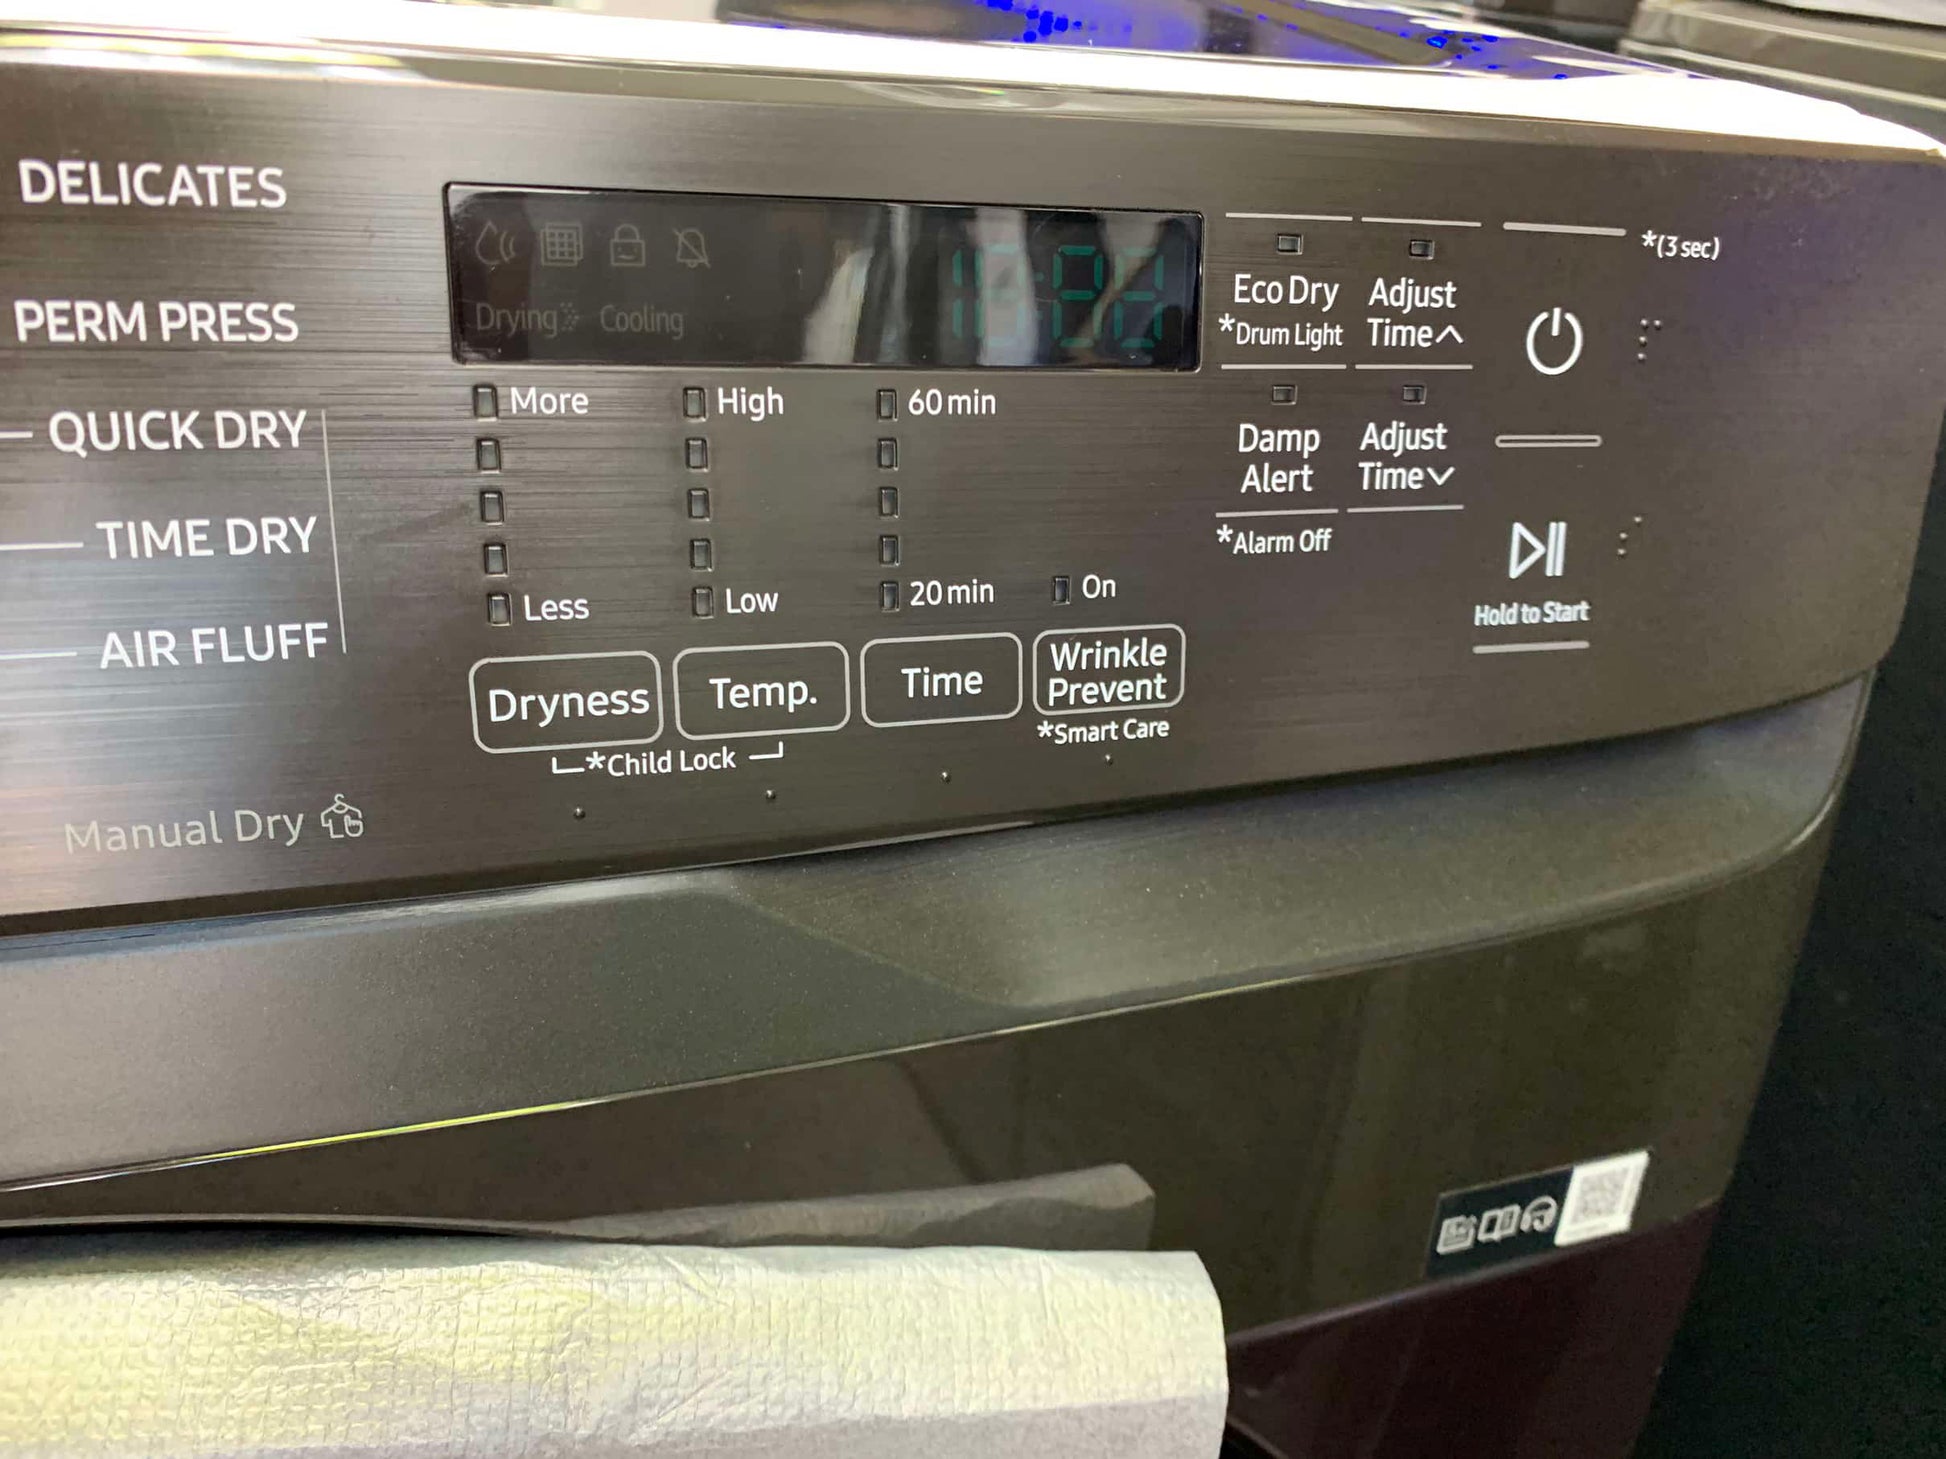 DELICATES
PERM PRESS
QUICK DRY
TIME DRY
AIR FLUFF
Manual Dry
Drying Cooling
More
Less
High
Low
60 min
20 min
On
Dryness
Temp.
Time
Wrinkle
Prevent
*Child Lock
*Smart Care
Eco Dry
*Drum Light
Adjust
Time
Damp
Alert
*Alarm Off
Adjust
Time
*(3 sec)
Hold to Start